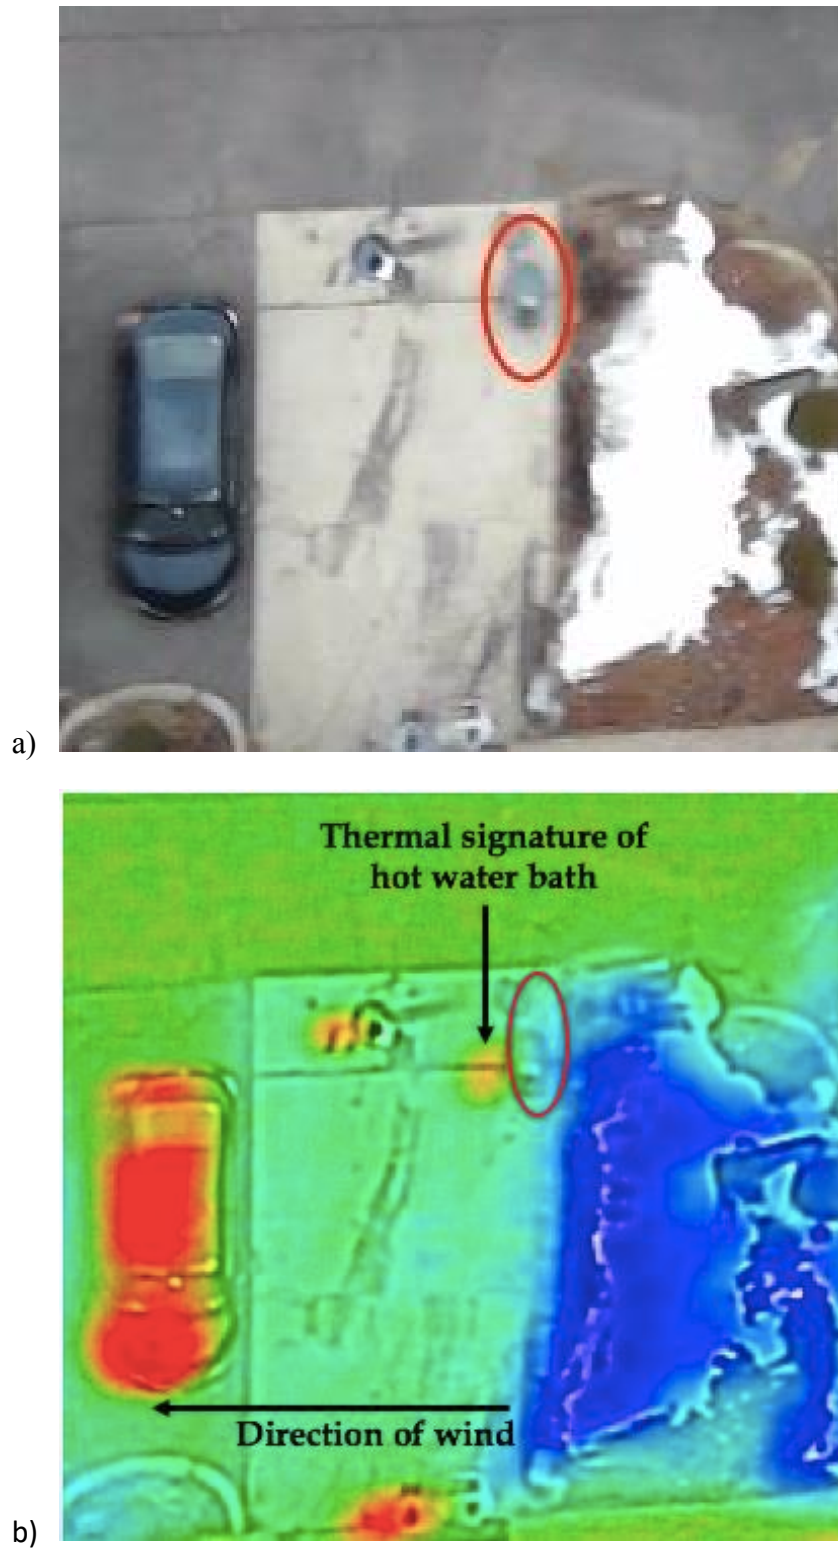 a)
Thermal signature of
hot water bath
Direction of wind
b)